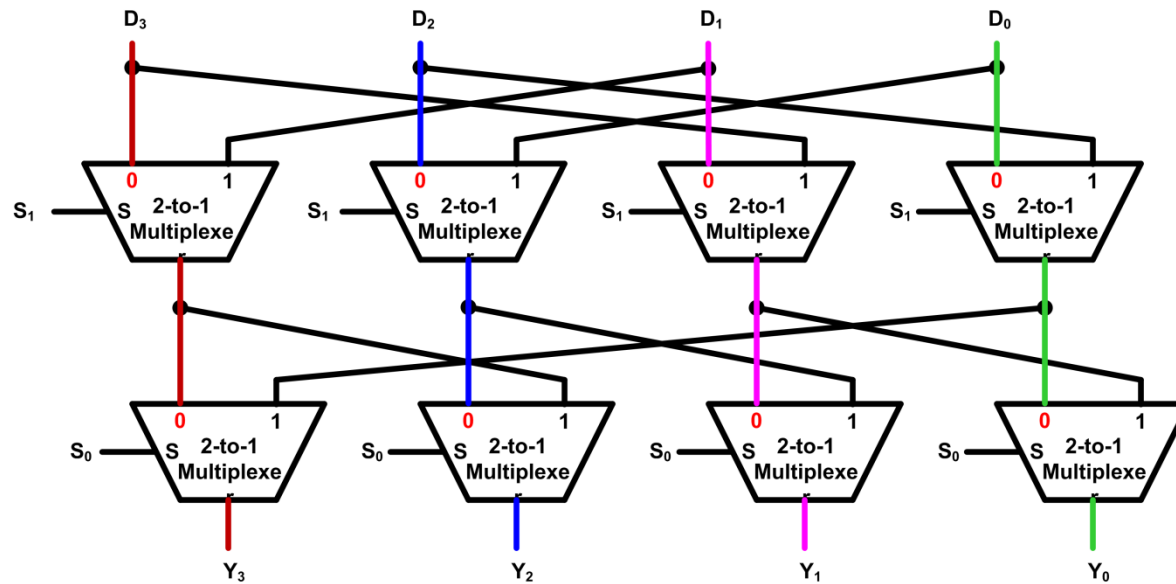 D₃ D₂ D₁ D₀
0 1 0 1 0 1 0 1
S₁ S 2-to-1 S₁ S 2-to-1 S₁ S 2-to-1 S₁ S 2-to-1
Multiplexe Multiplexe Multiplexe Multiplexe
r r r r
0 1 0 1 0 1 0 1
S₀ S 2-to-1 S₀ S 2-to-1 S₀ S 2-to-1 S₀ S 2-to-1
Multiplexe Multiplexe Multiplexe Multiplexe
r r r r
Y₃ Y₂ Y₁ Y₀